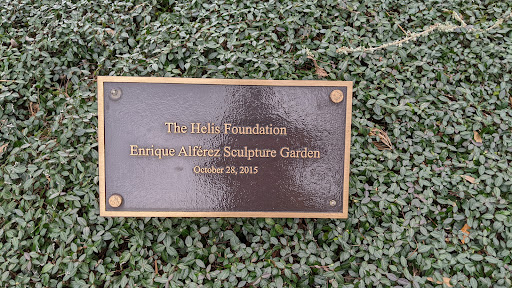 The Helis Foundation
Enrique Alférez Sculpture Garden
October 28, 2015